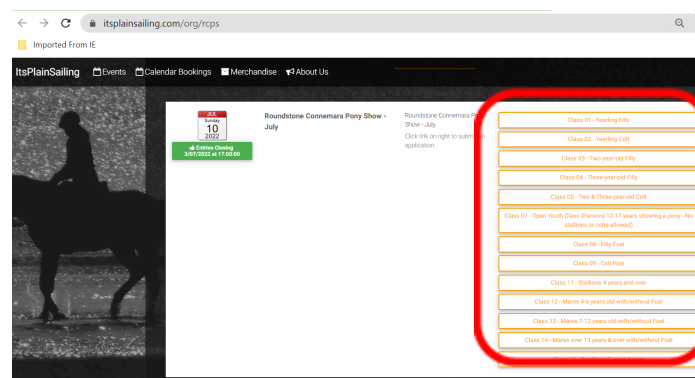 itsplainsailing.com/org/rcps
Imported From IE
ItsPlainSailing Events Calendar Bookings Merchandise About Us
JUL
Sunday
10
2022
Entries Closing
3/07/2022 at 17:00:00
Roundstone Connemara Pony Show -
July
Roundstone Connemara
Show - July.
Click link on right to submit
application.
Class 01 - Yearling Filly
Class 02 - Yearling Colt
Class 03 - Two-year-old Filly
Class 04 - Three-year-old Filly
Class 05 - Two & Three-year-old Colt
Class 07 - Open Youth Class (Persons 12-17 years showing a pony - No
stallions or colts allowed)
Class 08 - Filly Foal
Class 09 - Colt Foal
Class 11 - Stallions 4 years and over
Class 12 - Mares 4-6 years old with/without Foal
Class 13 - Mares 7-12 years old with/without Foal
Class 14 - Mares over 13 years & over with/without Foal